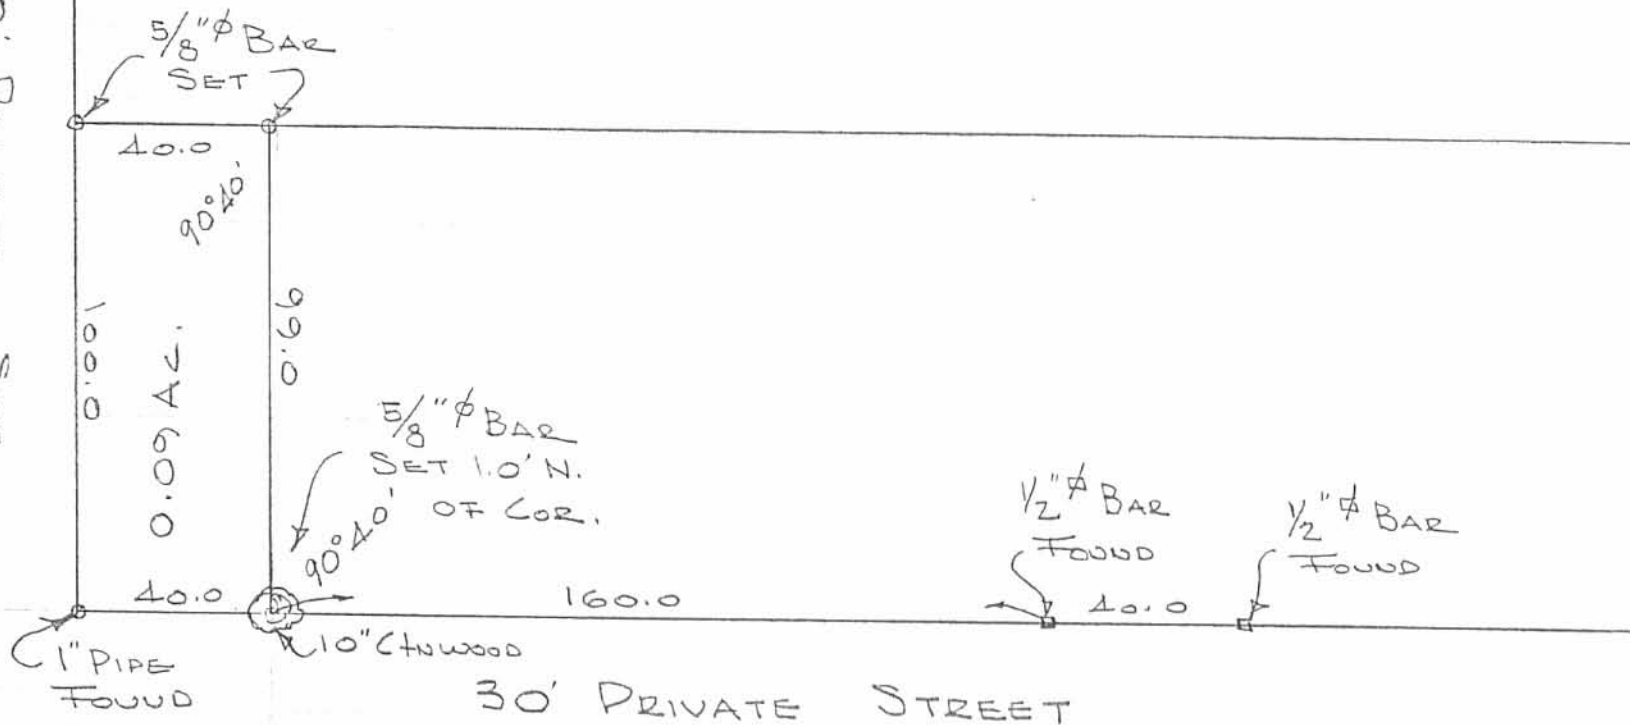 5/8"ϕ BAR
SET
40.0
90°40'
100.0
0.09 AC.
99.0
5/8"ϕ BAR
SET 1.0' N.
OF COR.
90°40'
1/2"ϕ BAR
FOUND
1/2"ϕ BAR
FOUND
40.0
160.0
40.0
1" PIPE
FOUND
10" CTNWOOD
30' PRIVATE STREET